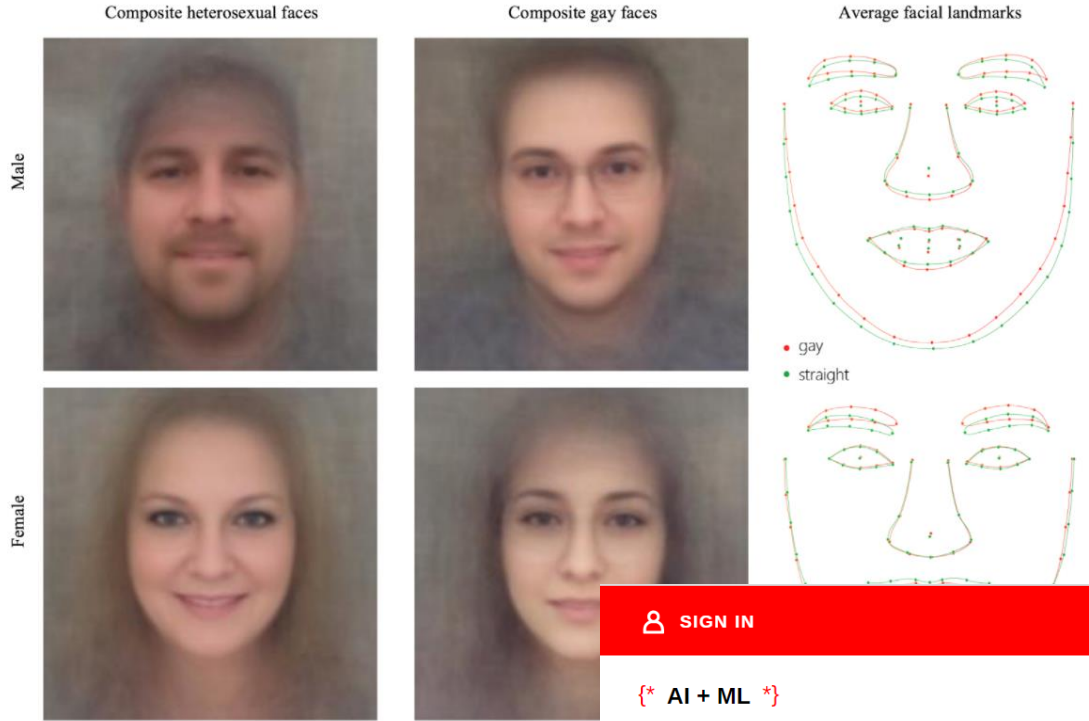 Composite heterosexual faces
Composite gay faces
Average facial landmarks
Male
gay
straight
Female
SIGN IN
{* AI + ML *}